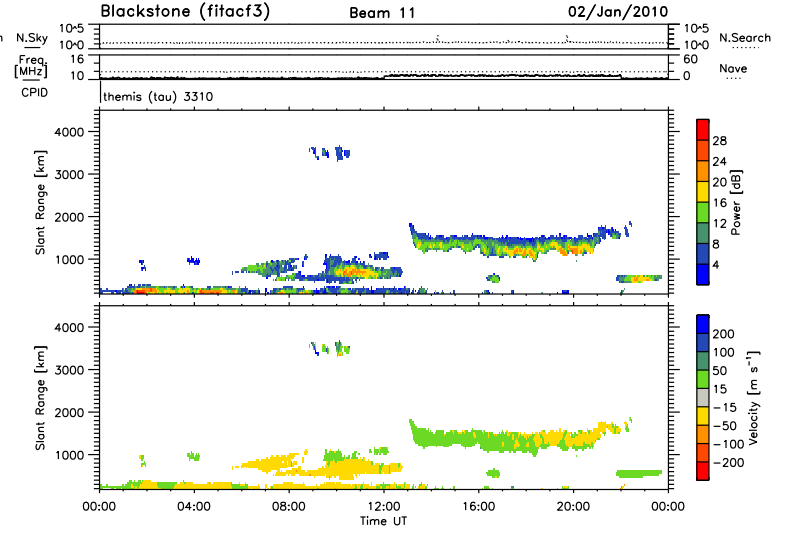 Blackstone (fitacf3) Beam 11 02/Jan/2010
n N.Sky 10^5 10^0 10^5 10^0 N.Search
Freq. [MHz] 16 10 60 0 Nave
CPID themis (tau) 3310
Slant Range [km] 4000 3000 2000 1000
28 24 20 16 12 8 4 Power [dB]
Slant Range [km] 4000 3000 2000 1000
200 100 50 15 -15 -50 -100 -200 Velocity [m s⁻¹]
00:00 04:00 08:00 12:00 16:00 20:00 00:00
Time UT